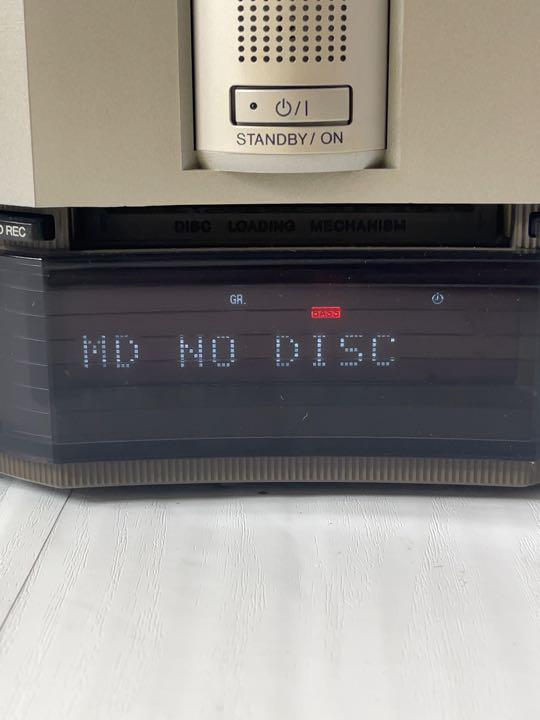 ⏻/I
STANDBY/ ON
REC
DISC LOADING MECHANISM
GR.
BASS
MD NO DISC